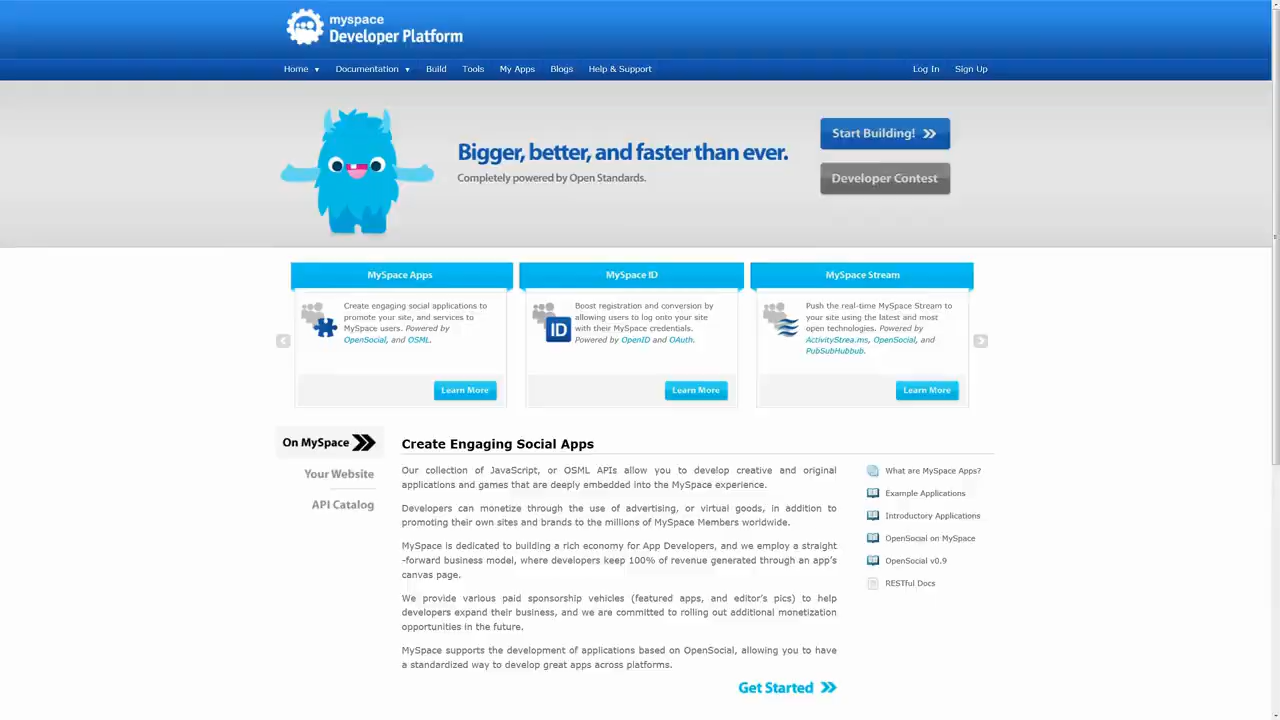 myspace
Developer Platform
Home
Documentation
Build
Tools
My Apps
Blogs
Help & Support
Log In
Sign Up
Bigger, better, and faster than ever.
Completely powered by Open Standards.
Start Building!
Developer Contest
MySpace Apps
Create engaging social applications to
promote your site, and services to
MySpace users. Powered by
OpenSocial, and OSML.
Learn More
MySpace ID
ID
Boost registration and conversion by
allowing users to log onto your site
with their MySpace credentials.
Powered by OpenID and OAuth.
Learn More
MySpace Stream
Push the real-time MySpace Stream to
your site using the latest and most
open technologies. Powered by
ActivityStrea.ms, OpenSocial, and
PubSubHubbub.
Learn More
On MySpace
Your Website
API Catalog
Create Engaging Social Apps
Our collection of JavaScript, or OSML APIs allow you to develop creative and original
applications and games that are deeply embedded into the MySpace experience.
Developers can monetize through the use of advertising, or virtual goods, in addition to
promoting their own sites and brands to the millions of MySpace Members worldwide.
MySpace is dedicated to building a rich economy for App Developers, and we employ a straight
-forward business model, where developers keep 100% of revenue generated through an app's
canvas page.
We provide various paid sponsorship vehicles (featured apps, and editor's pics) to help
developers expand their business, and we are committed to rolling out additional monetization
opportunities in the future.
MySpace supports the development of applications based on OpenSocial, allowing you to have
a standardized way to develop great apps across platforms.
Get Started
What are MySpace Apps?
Example Applications
Introductory Applications
OpenSocial on MySpace
OpenSocial v0.9
RESTful Docs